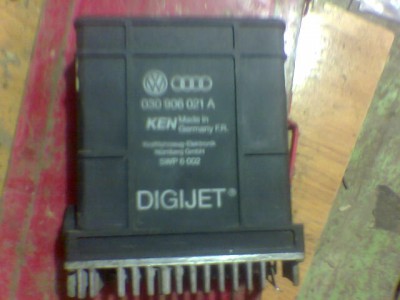 030 906 021 A
KEN Made in
Germany F.R.
Kraftfahrzeug-Elektronik
Nürnberg GmbH
SWP 6 002
DIGIJET®